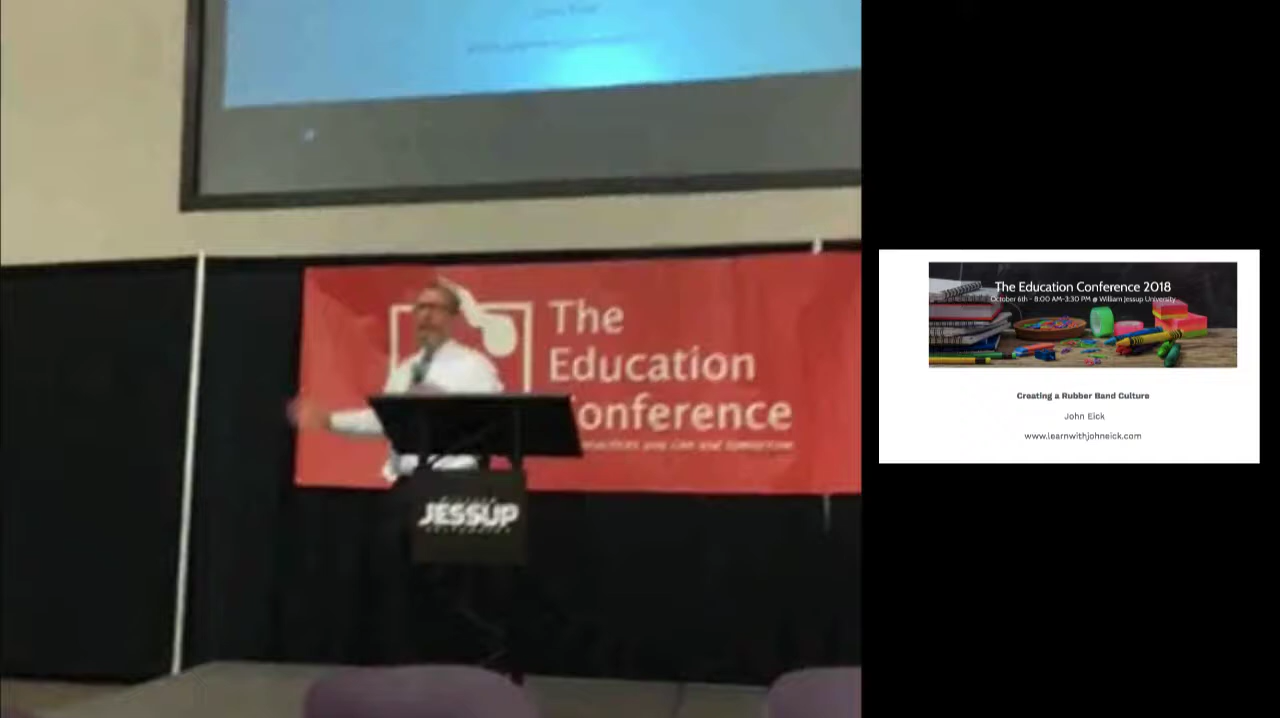 The
Education
Conference
JESSUP
The Education Conference 2018
October 6th - 8:00 AM-3:30 PM @ William Jessup University
Creating a Rubber Band Culture
John Eick
www.learnwithjohneick.com